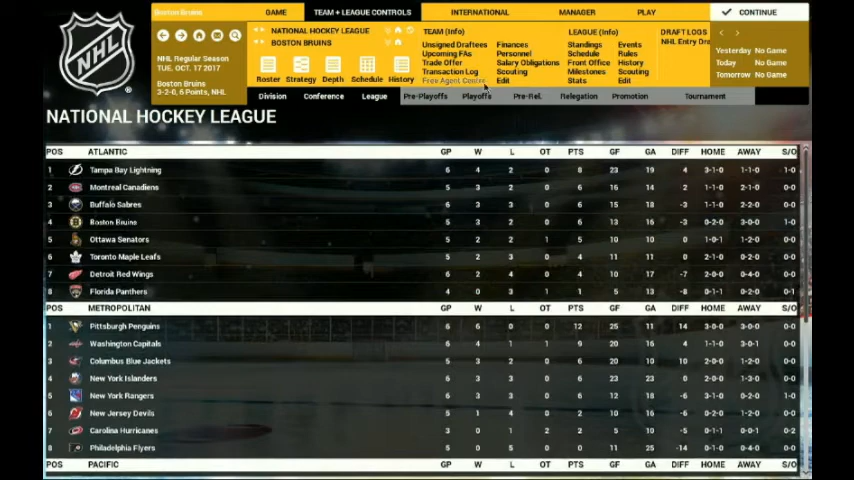 Boston Bruins GAME TEAM + LEAGUE CONTROLS INTERNATIONAL MANAGER PLAY CONTINUE
NHL
NHL Regular Season
TUE. OCT. 17 2017
Boston Bruins
3-2-0, 6 Points, NHL
NATIONAL HOCKEY LEAGUE
BOSTON BRUINS
Roster Strategy Depth Schedule History
TEAM (Info)
Unsigned Draftees Finances
Upcoming FAs Personnel
Trade Offer Salary Obligations
Transaction Log Scouting
Free Agent Centre Edit
LEAGUE (Info)
Standings Events
Schedule Rules
Front Office History
Milestones Scouting
Stats Edit
DRAFT LOGS
NHL Entry Dra
Yesterday No Game
Today No Game
Tomorrow No Game
Division Conference League Pre-Playoffs Playoffs Pre-Rel. Relegation Promotion Tournament
NATIONAL HOCKEY LEAGUE
POS ATLANTIC GP W L OT PTS GF GA DIFF HOME AWAY S/O
1 Tampa Bay Lightning 6 4 2 0 8 23 19 4 3-1-0 1-1-0 1-0
2 Montreal Canadiens 5 3 2 0 6 16 14 2 1-1-0 2-1-0 0-0
3 Buffalo Sabres 6 3 3 0 6 15 18 -3 1-1-0 2-2-0 0-0
4 Boston Bruins 5 3 2 0 6 13 16 -3 0-2-0 3-0-0 1-0
5 Ottawa Senators 5 2 2 1 5 10 10 0 1-0-1 1-2-0 0-0
6 Toronto Maple Leafs 5 2 3 0 4 11 11 0 2-1-0 0-2-0 0-0
7 Detroit Red Wings 6 2 4 0 4 10 17 -7 2-0-0 0-4-0 0-0
8 Florida Panthers 4 0 3 1 1 5 13 -8 0-1-1 0-2-0 0-1
POS METROPOLITAN GP W L OT PTS GF GA DIFF HOME AWAY S/O
1 Pittsburgh Penguins 6 6 0 0 12 25 11 14 3-0-0 3-0-0 0-0
2 Washington Capitals 6 4 1 1 9 20 16 4 1-1-0 3-0-1 0-0
3 Columbus Blue Jackets 5 3 2 0 6 20 10 10 2-0-0 1-2-0 0-0
4 New York Islanders 6 3 3 0 6 23 23 0 2-0-0 1-3-0 0-0
5 New York Rangers 6 3 3 0 6 12 18 -6 3-1-0 0-2-0 1-0
6 New Jersey Devils 5 1 4 0 2 10 16 -6 0-2-0 1-2-0 0-0
7 Carolina Hurricanes 3 0 1 2 2 5 10 -5 0-1-1 0-0-1 0-2
8 Philadelphia Flyers 5 0 5 0 0 11 25 -14 0-1-0 0-4-0 0-0
POS PACIFIC GP W L OT PTS GF GA DIFF HOME AWAY S/O